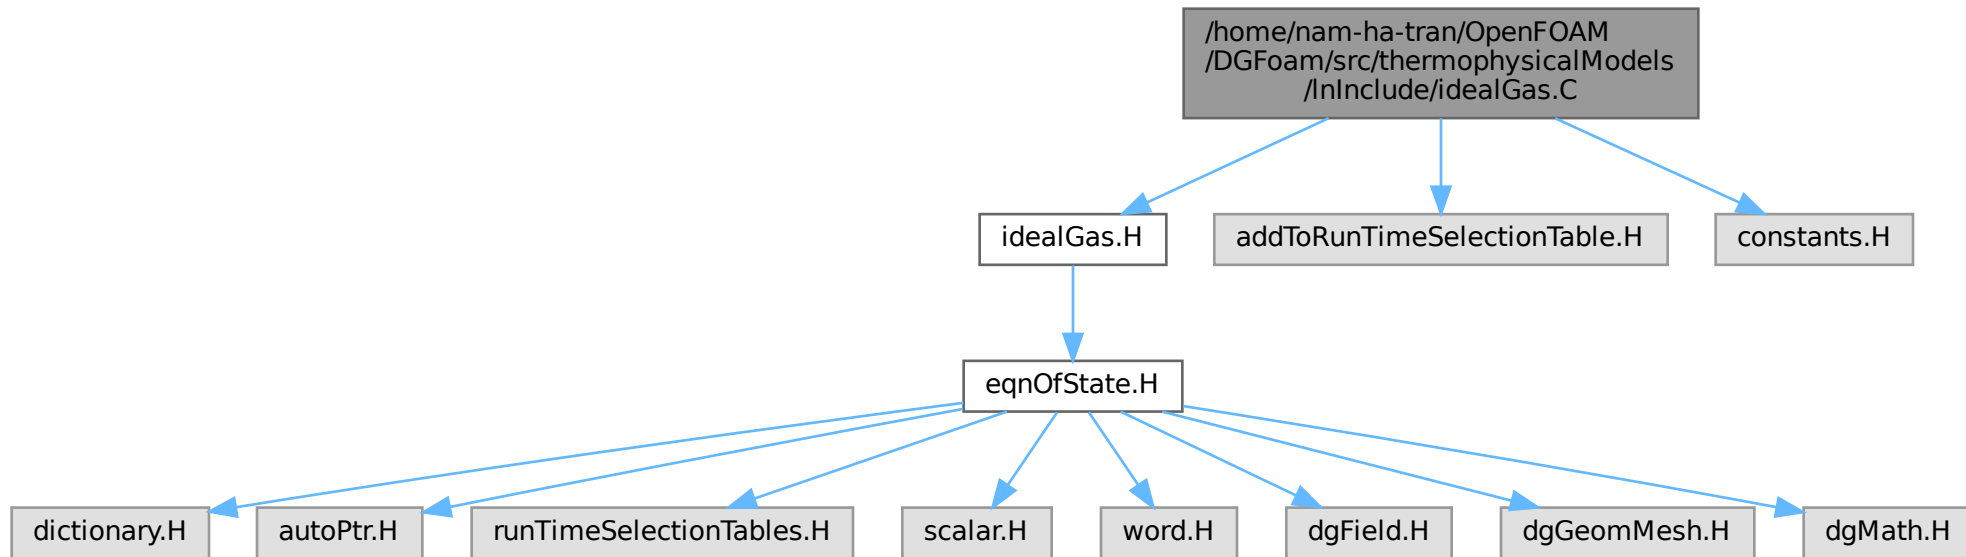 /home/nam-ha-tran/OpenFOAM
/DGFoam/src/thermophysicalModels
/lnInclude/idealGas.C
idealGas.H
addToRunTimeSelectionTable.H
constants.H
eqnOfState.H
dictionary.H
autoPtr.H
runTimeSelectionTables.H
scalar.H
word.H
dgField.H
dgGeomMesh.H
dgMath.H